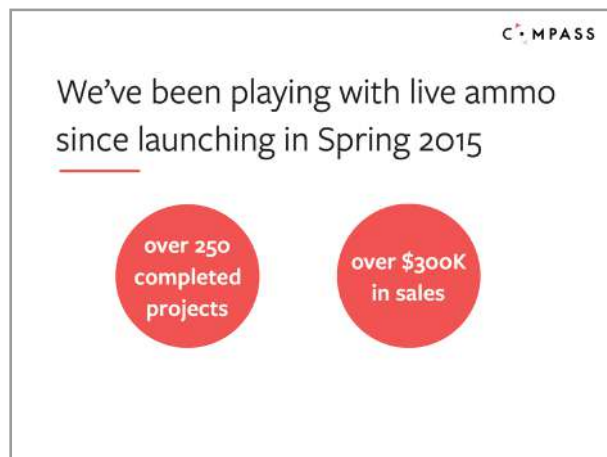 COMPASS
We've been playing with live ammo
since launching in Spring 2015
over 250
completed
projects
over $300K
in sales